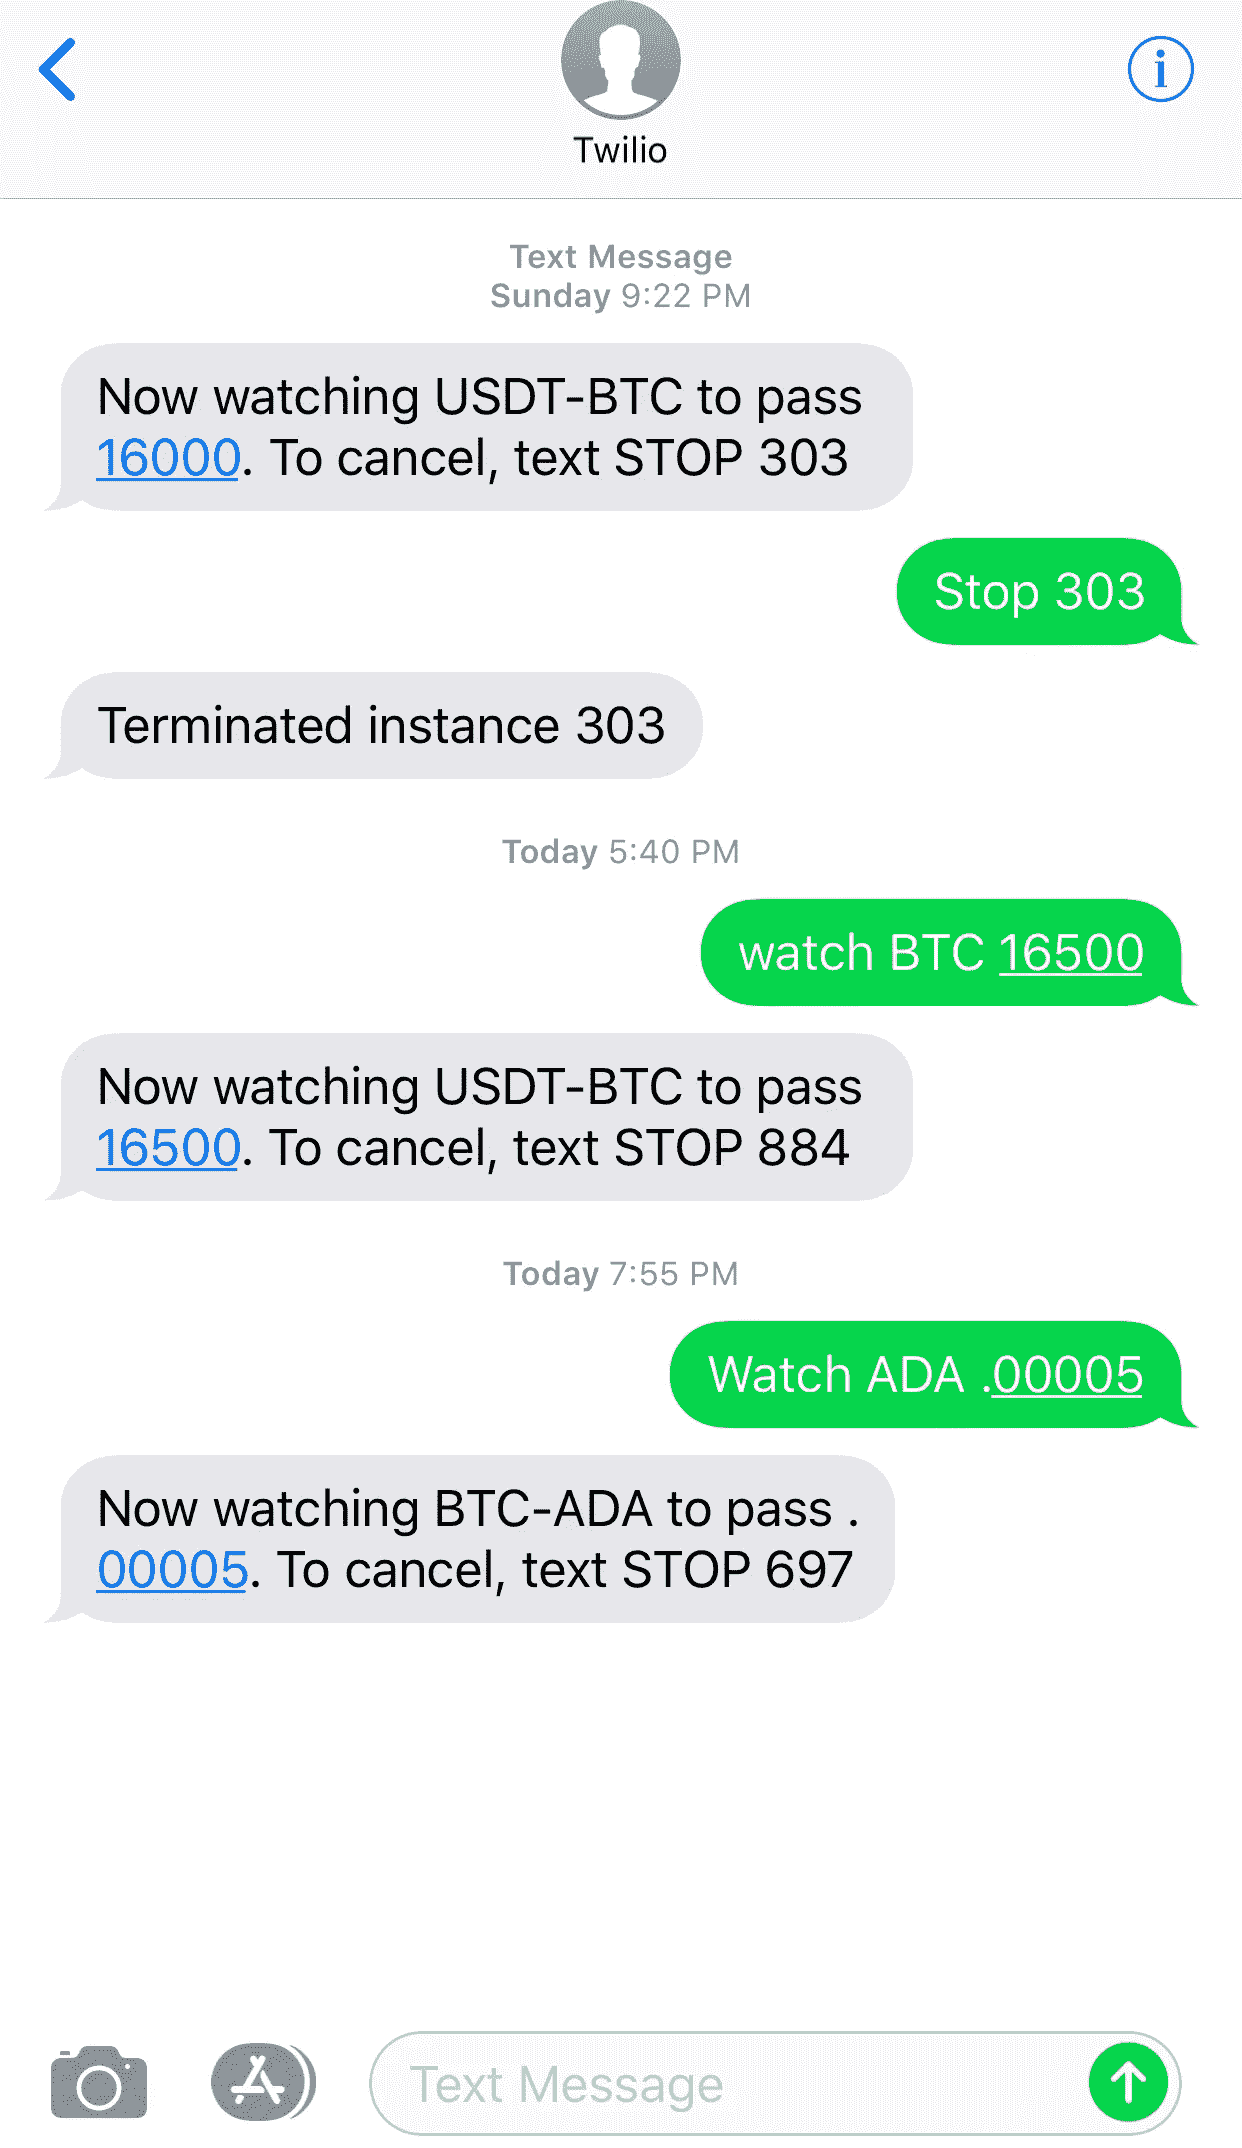 Twilio
Text Message
Sunday 9:22 PM
Now watching USDT-BTC to pass
16000. To cancel, text STOP 303
Stop 303
Terminated instance 303
Today 5:40 PM
watch BTC 16500
Now watching USDT-BTC to pass
16500. To cancel, text STOP 884
Today 7:55 PM
Watch ADA .00005
Now watching BTC-ADA to pass .
00005. To cancel, text STOP 697
Text Message